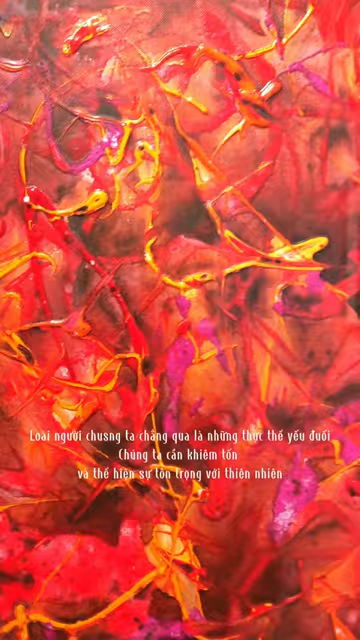 Loài người chusng ta chẳng qua là những thực thể yếu đuối
Chúng ta cần khiêm tốn
và thể hiện sự tôn trọng với thiên nhiên